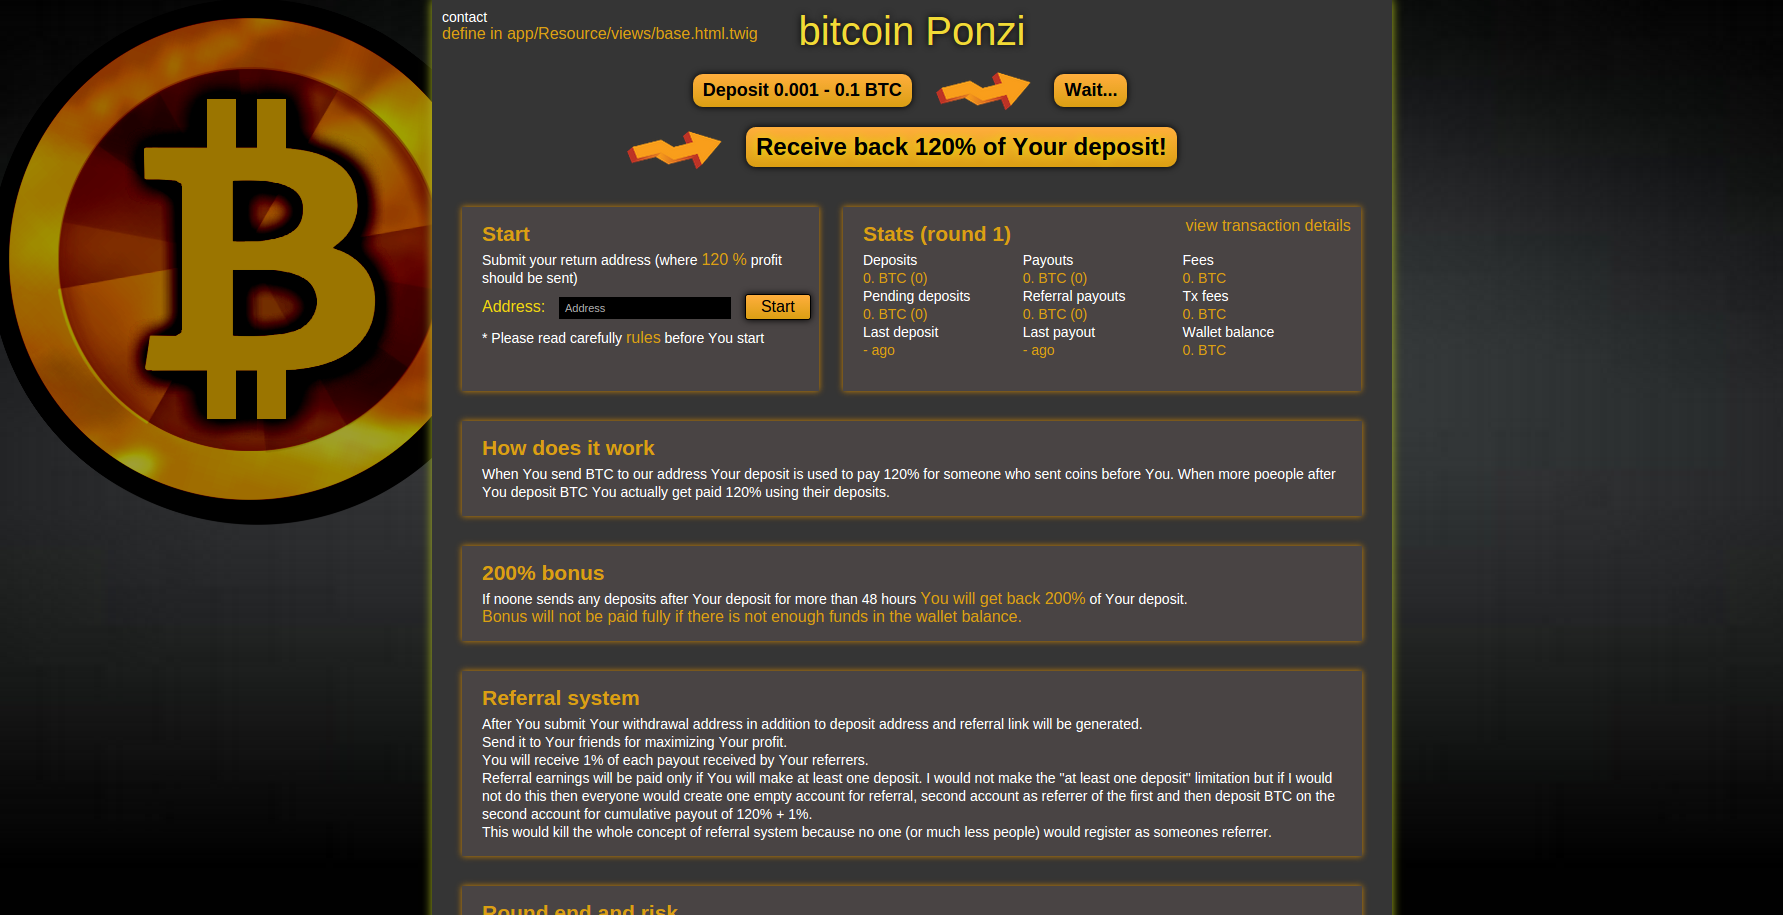 contact
define in app/Resource/views/base.html.twig
bitcoin Ponzi
Deposit 0.001 - 0.1 BTC
Wait...
Receive back 120% of Your deposit!
Start
Submit your return address (where 120 % profit
should be sent)
Address: Address Start
* Please read carefully rules before You start
Stats (round 1)
view transaction details
Deposits Payouts Fees
0. BTC (0) 0. BTC (0) 0. BTC
Pending deposits Referral payouts Tx fees
0. BTC (0) 0. BTC (0) 0. BTC
Last deposit Last payout Wallet balance
- ago - ago 0. BTC
How does it work
When You send BTC to our address Your deposit is used to pay 120% for someone who sent coins before You. When more poeople after
You deposit BTC You actually get paid 120% using their deposits.
200% bonus
If noone sends any deposits after Your deposit for more than 48 hours You will get back 200% of Your deposit.
Bonus will not be paid fully if there is not enough funds in the wallet balance.
Referral system
After You submit Your withdrawal address in addition to deposit address and referral link will be generated.
Send it to Your friends for maximizing Your profit.
You will receive 1% of each payout received by Your referrers.
Referral earnings will be paid only if You will make at least one deposit. I would not make the "at least one deposit" limitation but if I would
not do this then everyone would create one empty account for referral, second account as referrer of the first and then deposit BTC on the
second account for cumulative payout of 120% + 1%.
This would kill the whole concept of referral system because no one (or much less people) would register as someones referrer.
Round end and risk